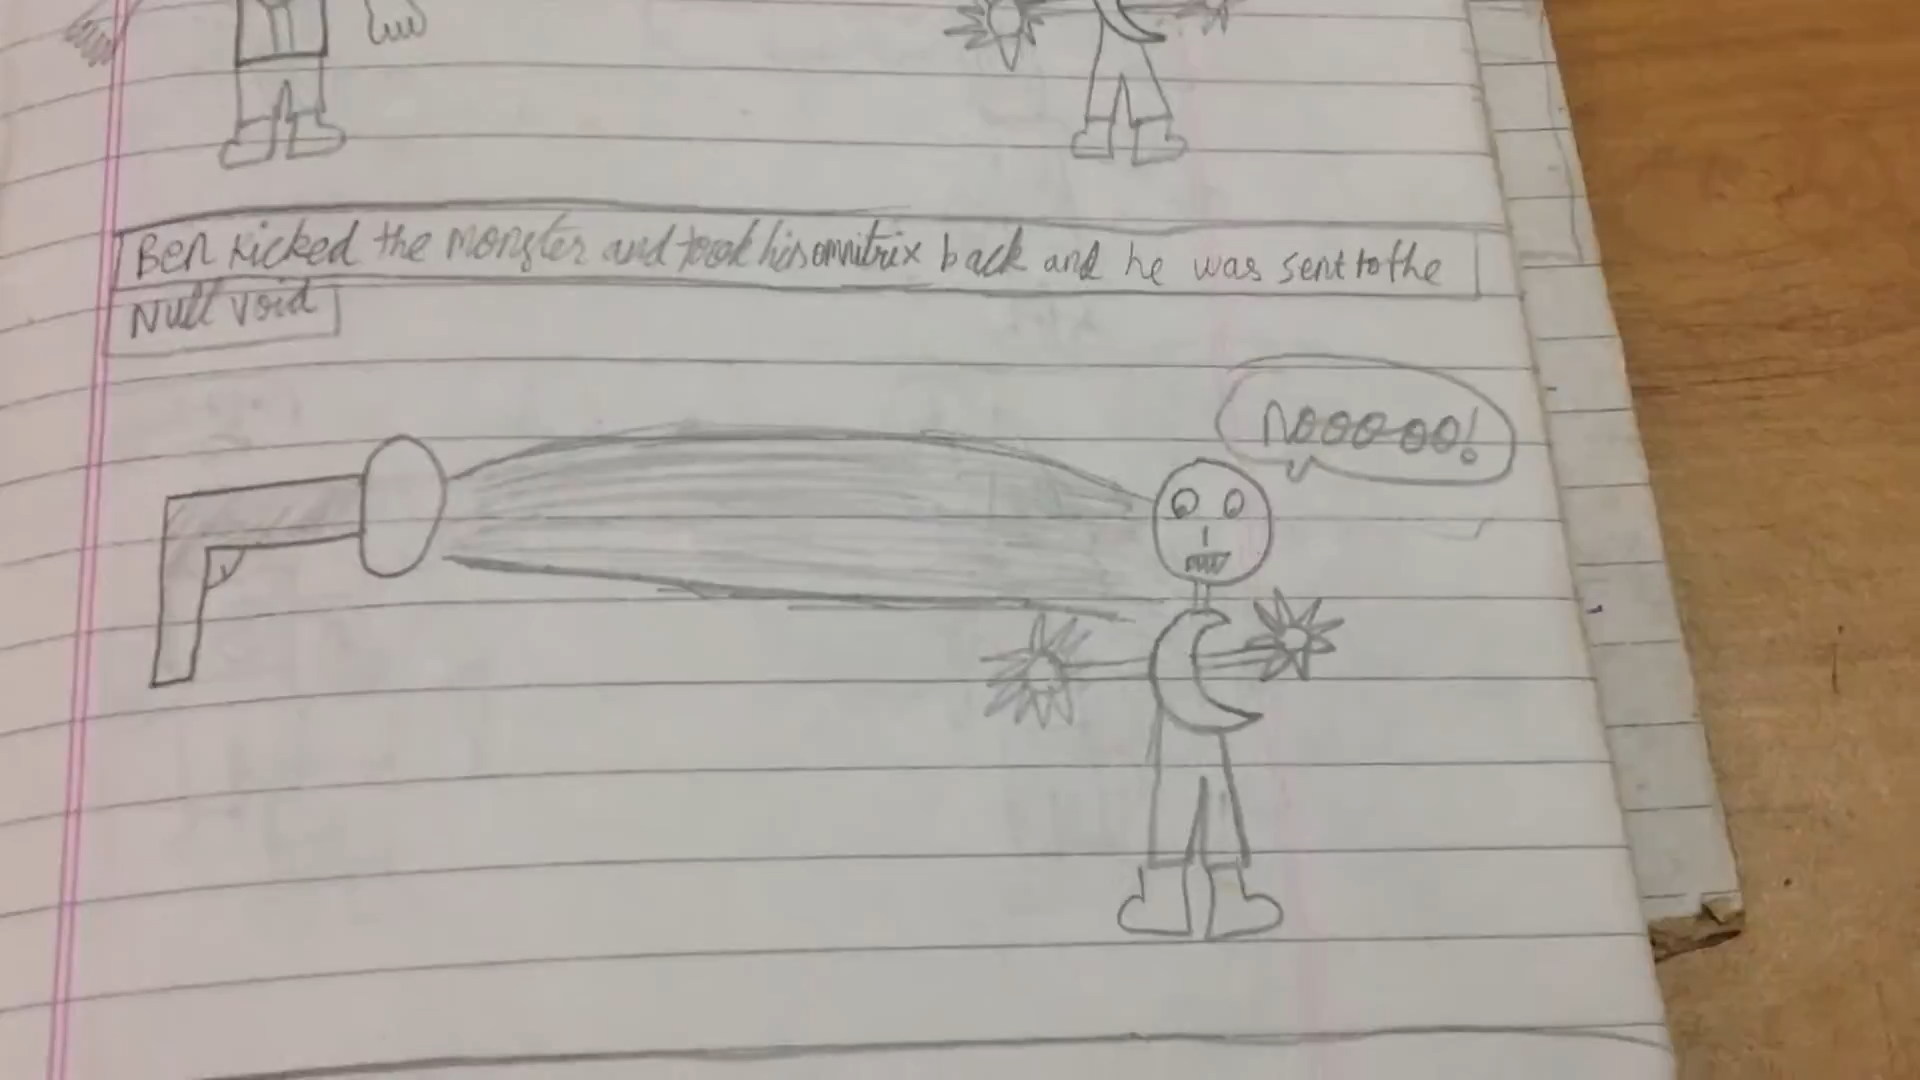 Ben kicked the monster and took his omnitrix back and he was sent to the
Null Void
NOOOOO!